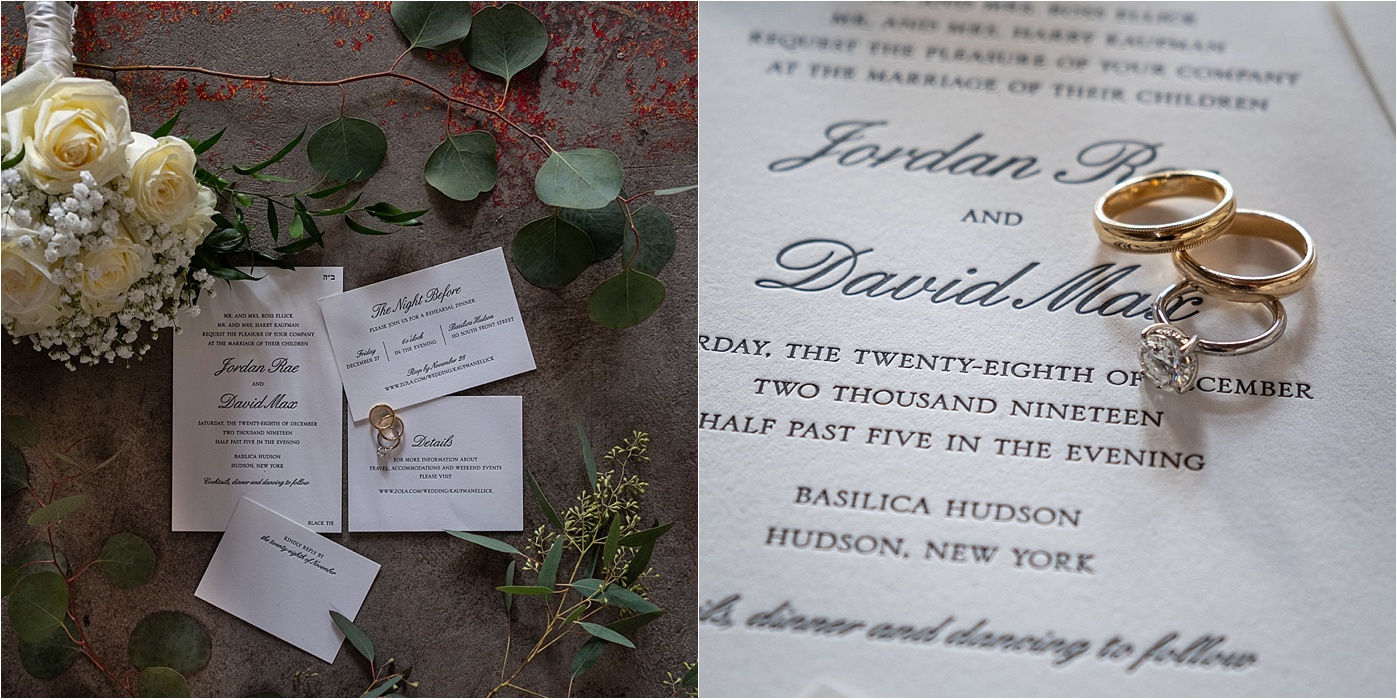 ב״ה
MR. AND MRS. ROSS ELLICK
MR. AND MRS. HARRY KAUFMAN
REQUEST THE PLEASURE OF YOUR COMPANY
AT THE MARRIAGE OF THEIR CHILDREN
Jordan Rae
AND
David Max
SATURDAY, THE TWENTY-EIGHTH OF DECEMBER
TWO THOUSAND NINETEEN
HALF PAST FIVE IN THE EVENING
BASILICA HUDSON
HUDSON, NEW YORK
Cocktails, dinner and dancing to follow
BLACK TIE
The Night Before
PLEASE JOIN US FOR A REHEARSAL DINNER
Friday
DECEMBER 27
6 o'clock
IN THE EVENING
Basilica Hudson
110 SOUTH FRONT STREET
Rsvp by November 28
WWW.ZOLA.COM/WEDDING/KAUFMANELLICK
Details
FOR MORE INFORMATION ABOUT
TRAVEL, ACCOMMODATIONS AND WEEKEND EVENTS
PLEASE VISIT
WWW.ZOLA.COM/WEDDING/KAUFMANELLICK
KINDLY REPLY BY
the twenty-eighth of November
MR. AND MRS. ROSS ELLICK
MR. AND MRS. HARRY KAUFMAN
REQUEST THE PLEASURE OF YOUR COMPANY
AT THE MARRIAGE OF THEIR CHILDREN
Jordan Rae
AND
David Max
RDAY, THE TWENTY-EIGHTH OF DECEMBER
TWO THOUSAND NINETEEN
HALF PAST FIVE IN THE EVENING
BASILICA HUDSON
HUDSON, NEW YORK
ils, dinner and dancing to follow